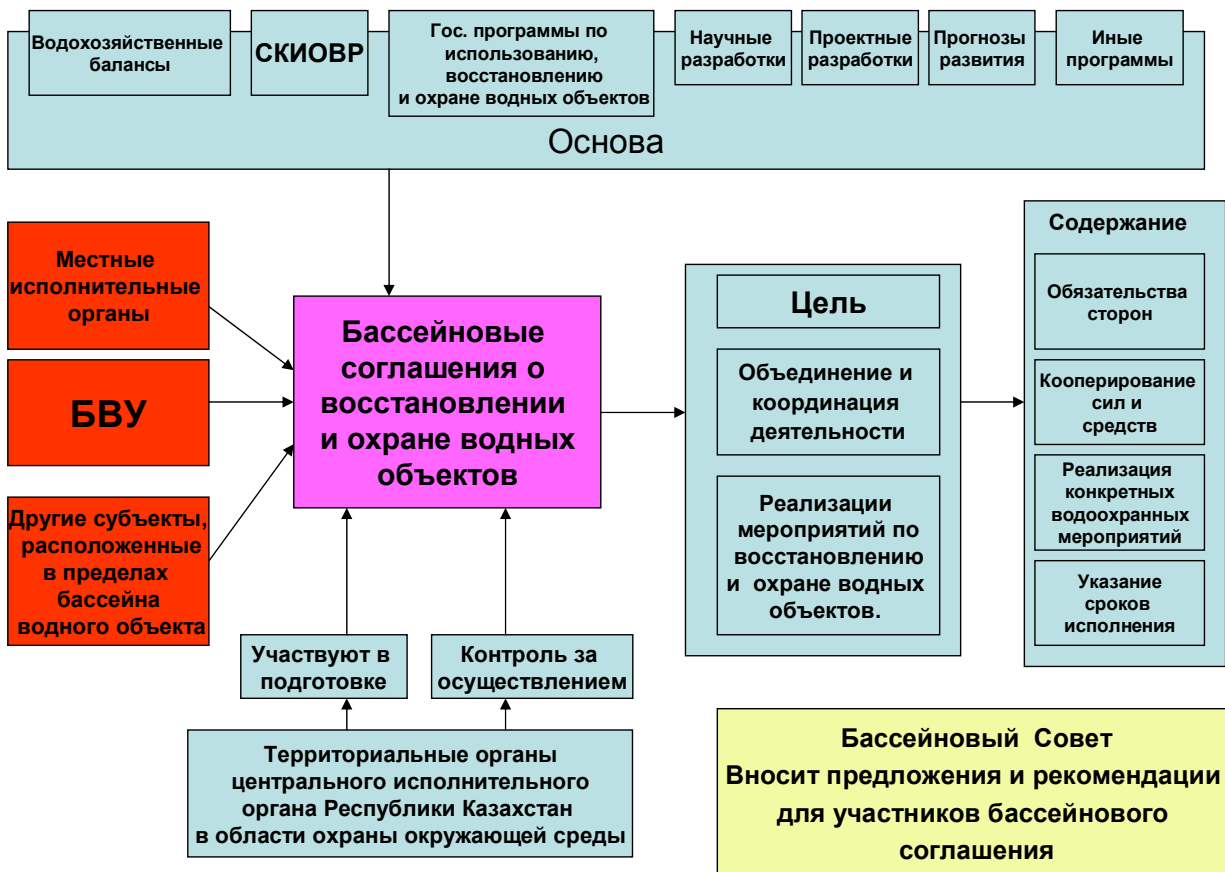 Водохозяйственные
балансы
СКИОВР
Гос. программы по
использованию,
восстановлению
и охране водных объектов
Научные
разработки
Проектные
разработки
Прогнозы
развития
Иные
программы
Основа
Местные
исполнительные
органы
БВУ
Другие субъекты,
расположенные
в пределах
бассейна
водного объекта
Бассейновые
соглашения о
восстановлении
и охране водных
объектов
Цель
Объединение и
координация
деятельности
Реализации
мероприятий по
восстановлению
и охране водных
объектов.
Содержание
Обязательства
сторон
Кооперирование
сил и
средств
Реализация
конкретных
водоохранных
мероприятий
Указание
сроков
исполнения
Участвуют в
подготовке
Контроль за
осуществлением
Территориальные органы
центрального исполнительного
органа Республики Казахстан
в области охраны окружающей среды
Бассейновый Совет
Вносит предложения и рекомендации
для участников бассейнового
соглашения